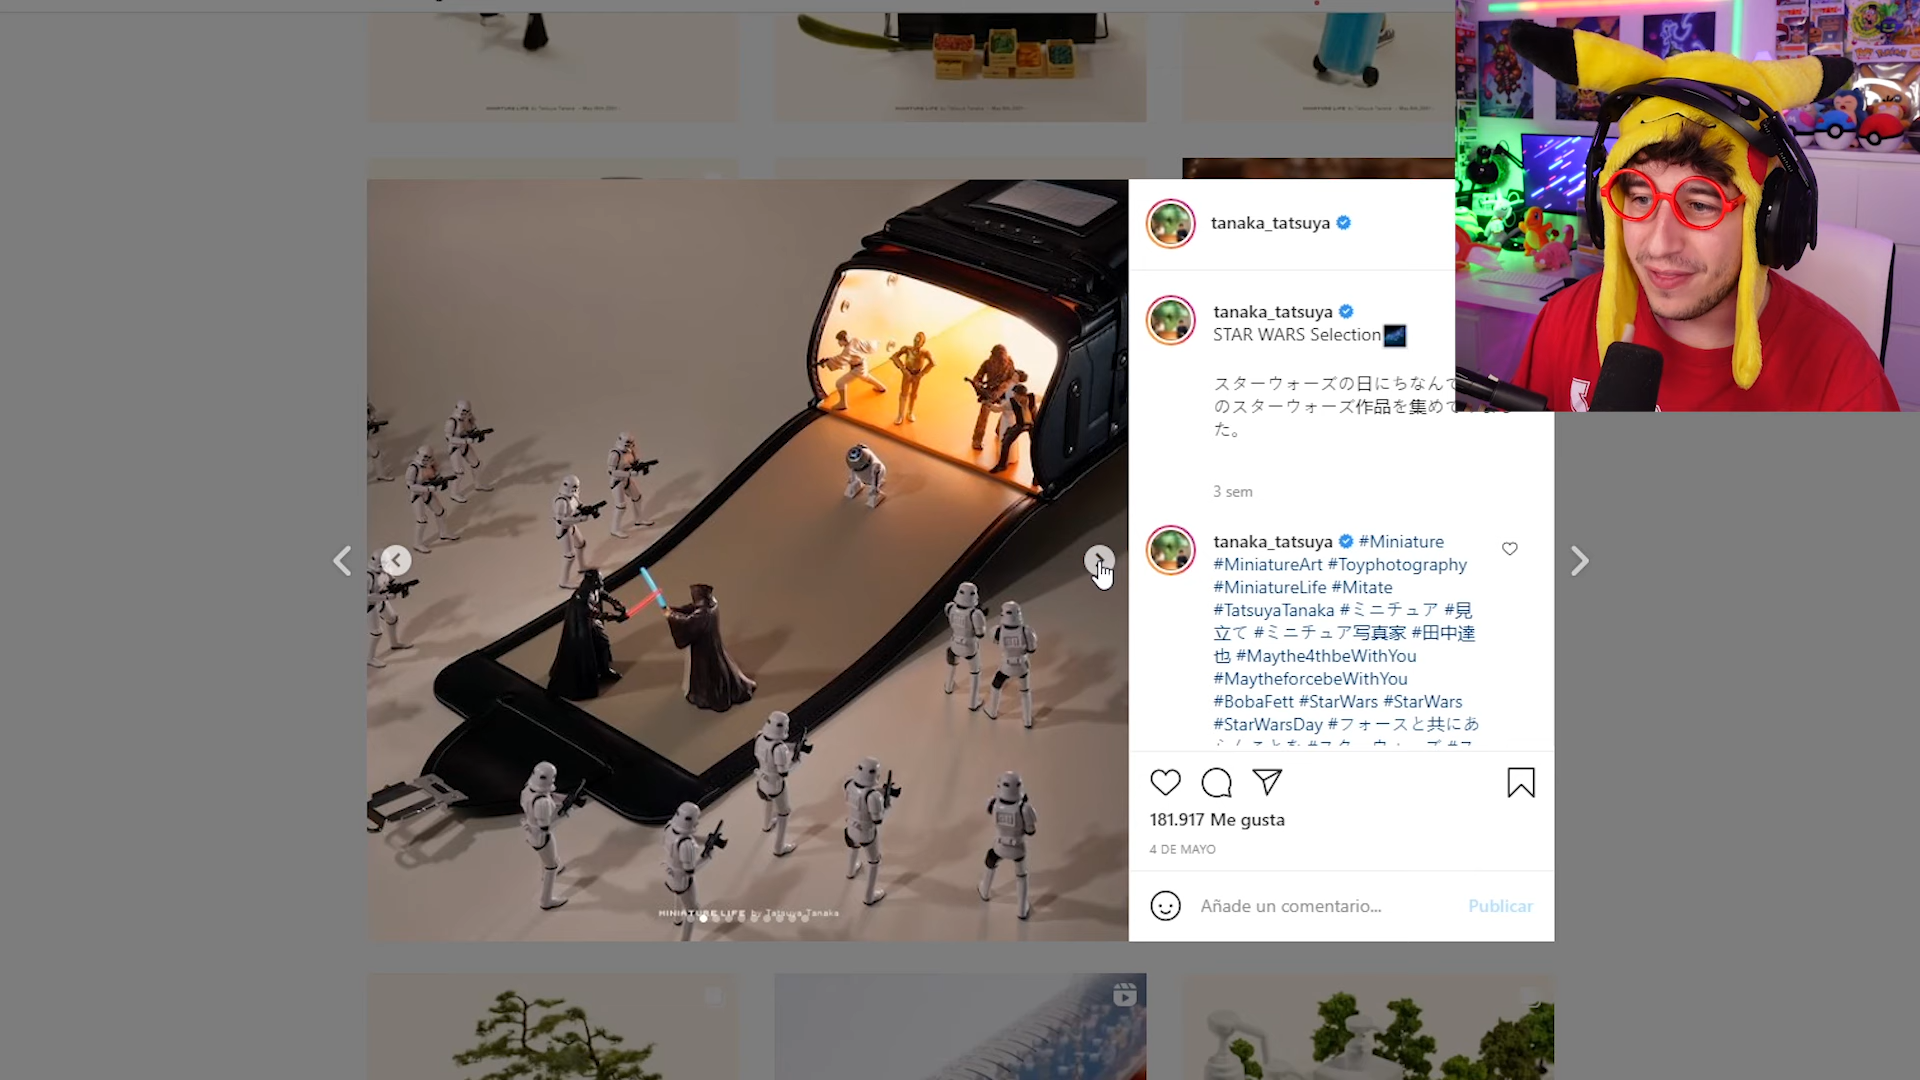 MINIATURE LIFE by Tatsuya Tanaka
tanaka_tatsuya
tanaka_tatsuya
STAR WARS Selection
スターウォーズの日にちなんで
のスターウォーズ作品を集めて
た。
3 sem
tanaka_tatsuya #Miniature
#MiniatureArt #Toyphotography
#MiniatureLife #Mitate
#TatsuyaTanaka #ミニチュア #見
立て #ミニチュア写真家 #田中達
也 #Maythe4thbeWithYou
#MaytheforcebeWithYou
#BobaFett #StarWars #StarWars
#StarWarsDay #フォースと共にあ
181.917 Me gusta
4 DE MAYO
Añade un comentario...
Publicar